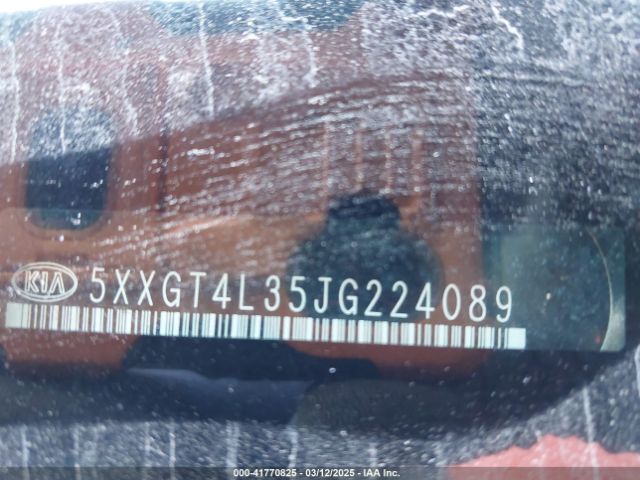 KIA 5XXGT4L35JG224089
000-41770825 - 03/12/2025 - IAA Inc.